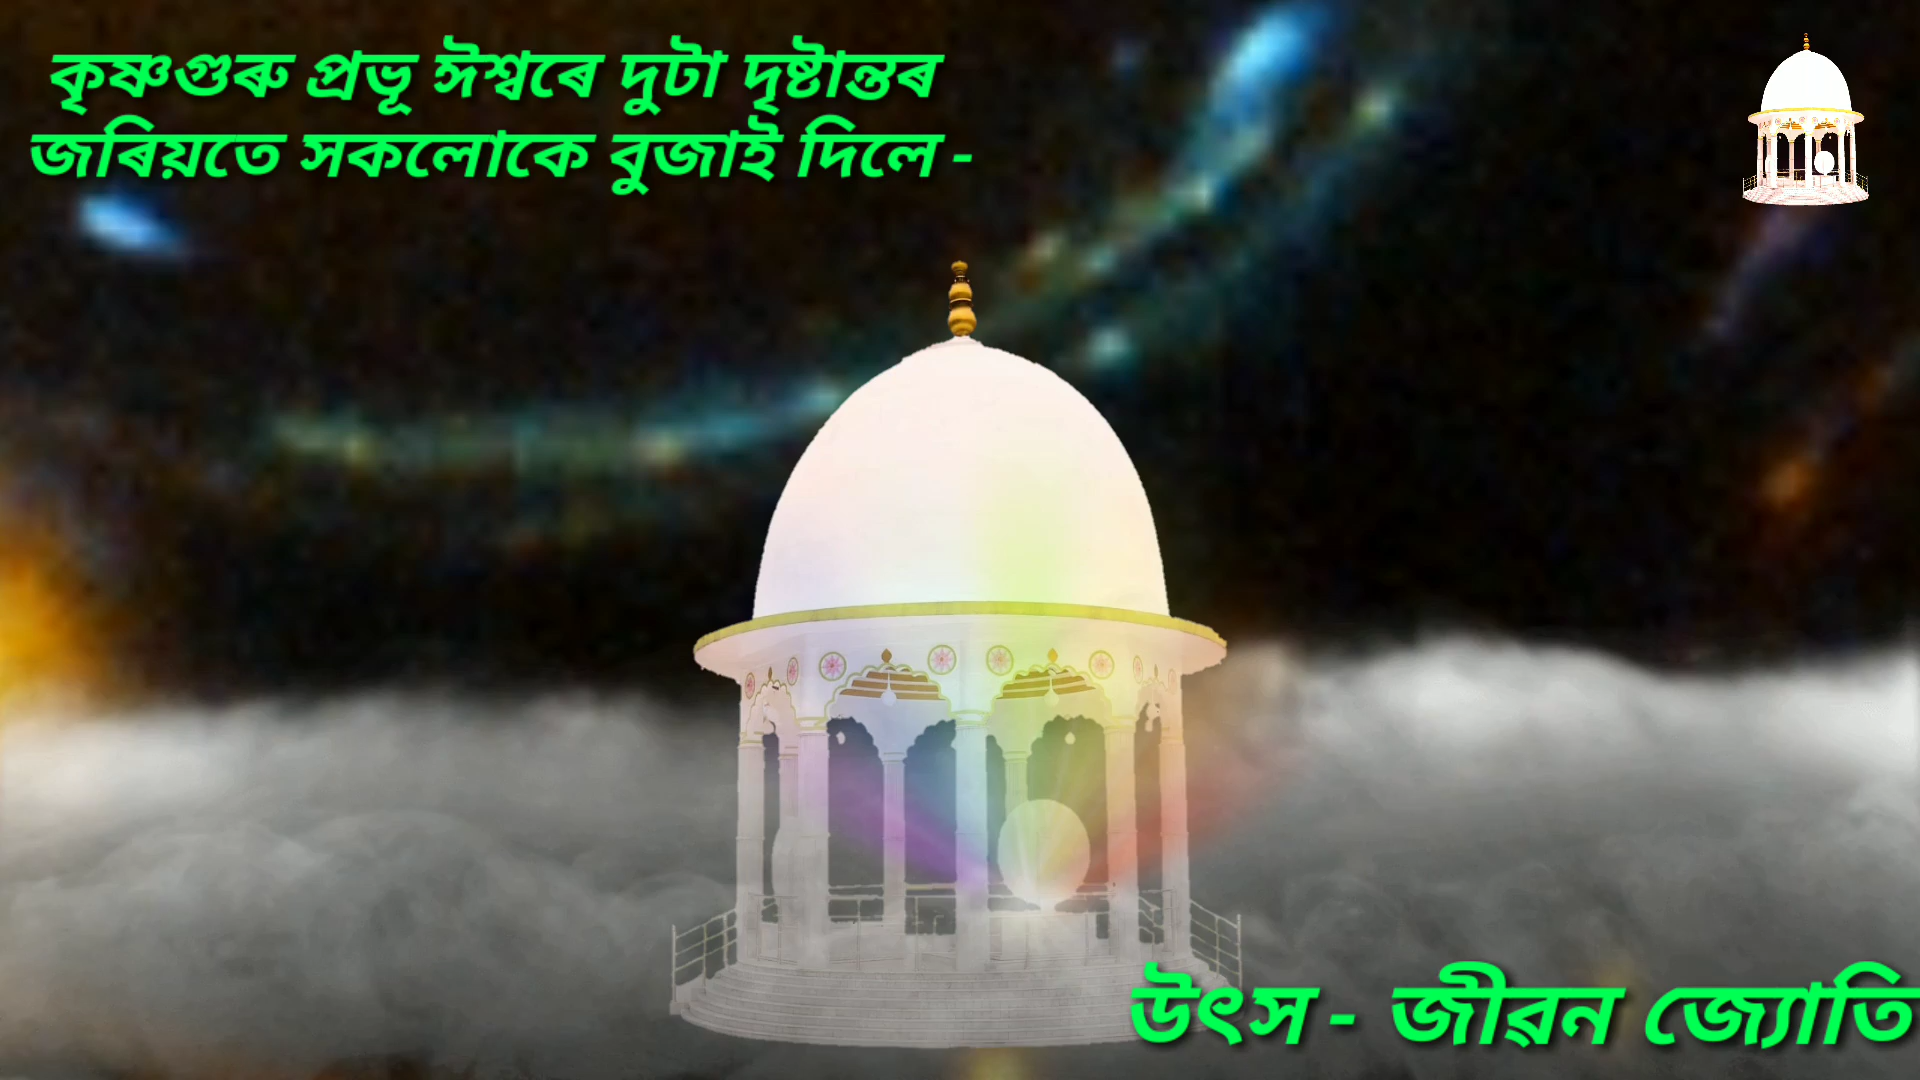 কৃষ্ণগুৰু প্ৰভূ ঈশ্বৰে দুটা দৃষ্টান্তৰ
জৰিয়তে সকলোকে বুজাই দিলে -
উৎস - জীৱন জ্যোতি